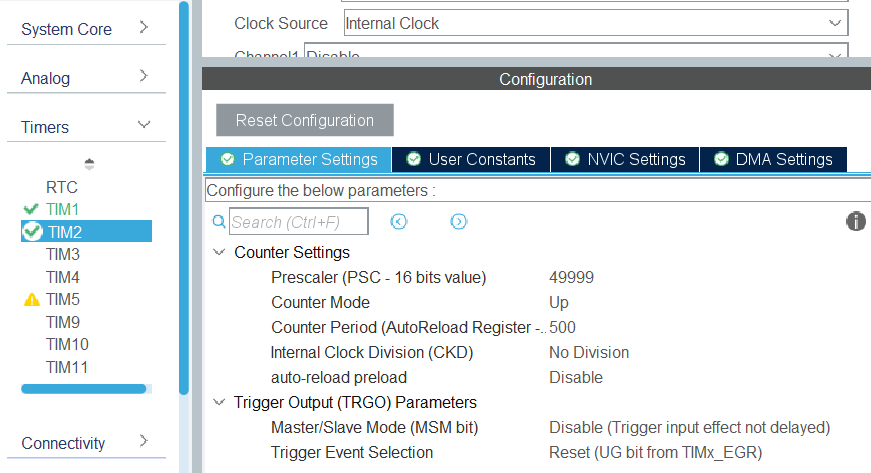 System Core
Analog
Timers
RTC
TIM1
TIM2
TIM3
TIM4
TIM5
TIM9
TIM10
TIM11
Connectivity
Clock Source Internal Clock
Channel1 Disable
Configuration
Reset Configuration
Parameter Settings User Constants NVIC Settings DMA Settings
Configure the below parameters :
Search (Ctrl+F)
Counter Settings
Prescaler (PSC - 16 bits value) 49999
Counter Mode Up
Counter Period (AutoReload Register -... 500
Internal Clock Division (CKD) No Division
auto-reload preload Disable
Trigger Output (TRGO) Parameters
Master/Slave Mode (MSM bit) Disable (Trigger input effect not delayed)
Trigger Event Selection Reset (UG bit from TIMx_EGR)